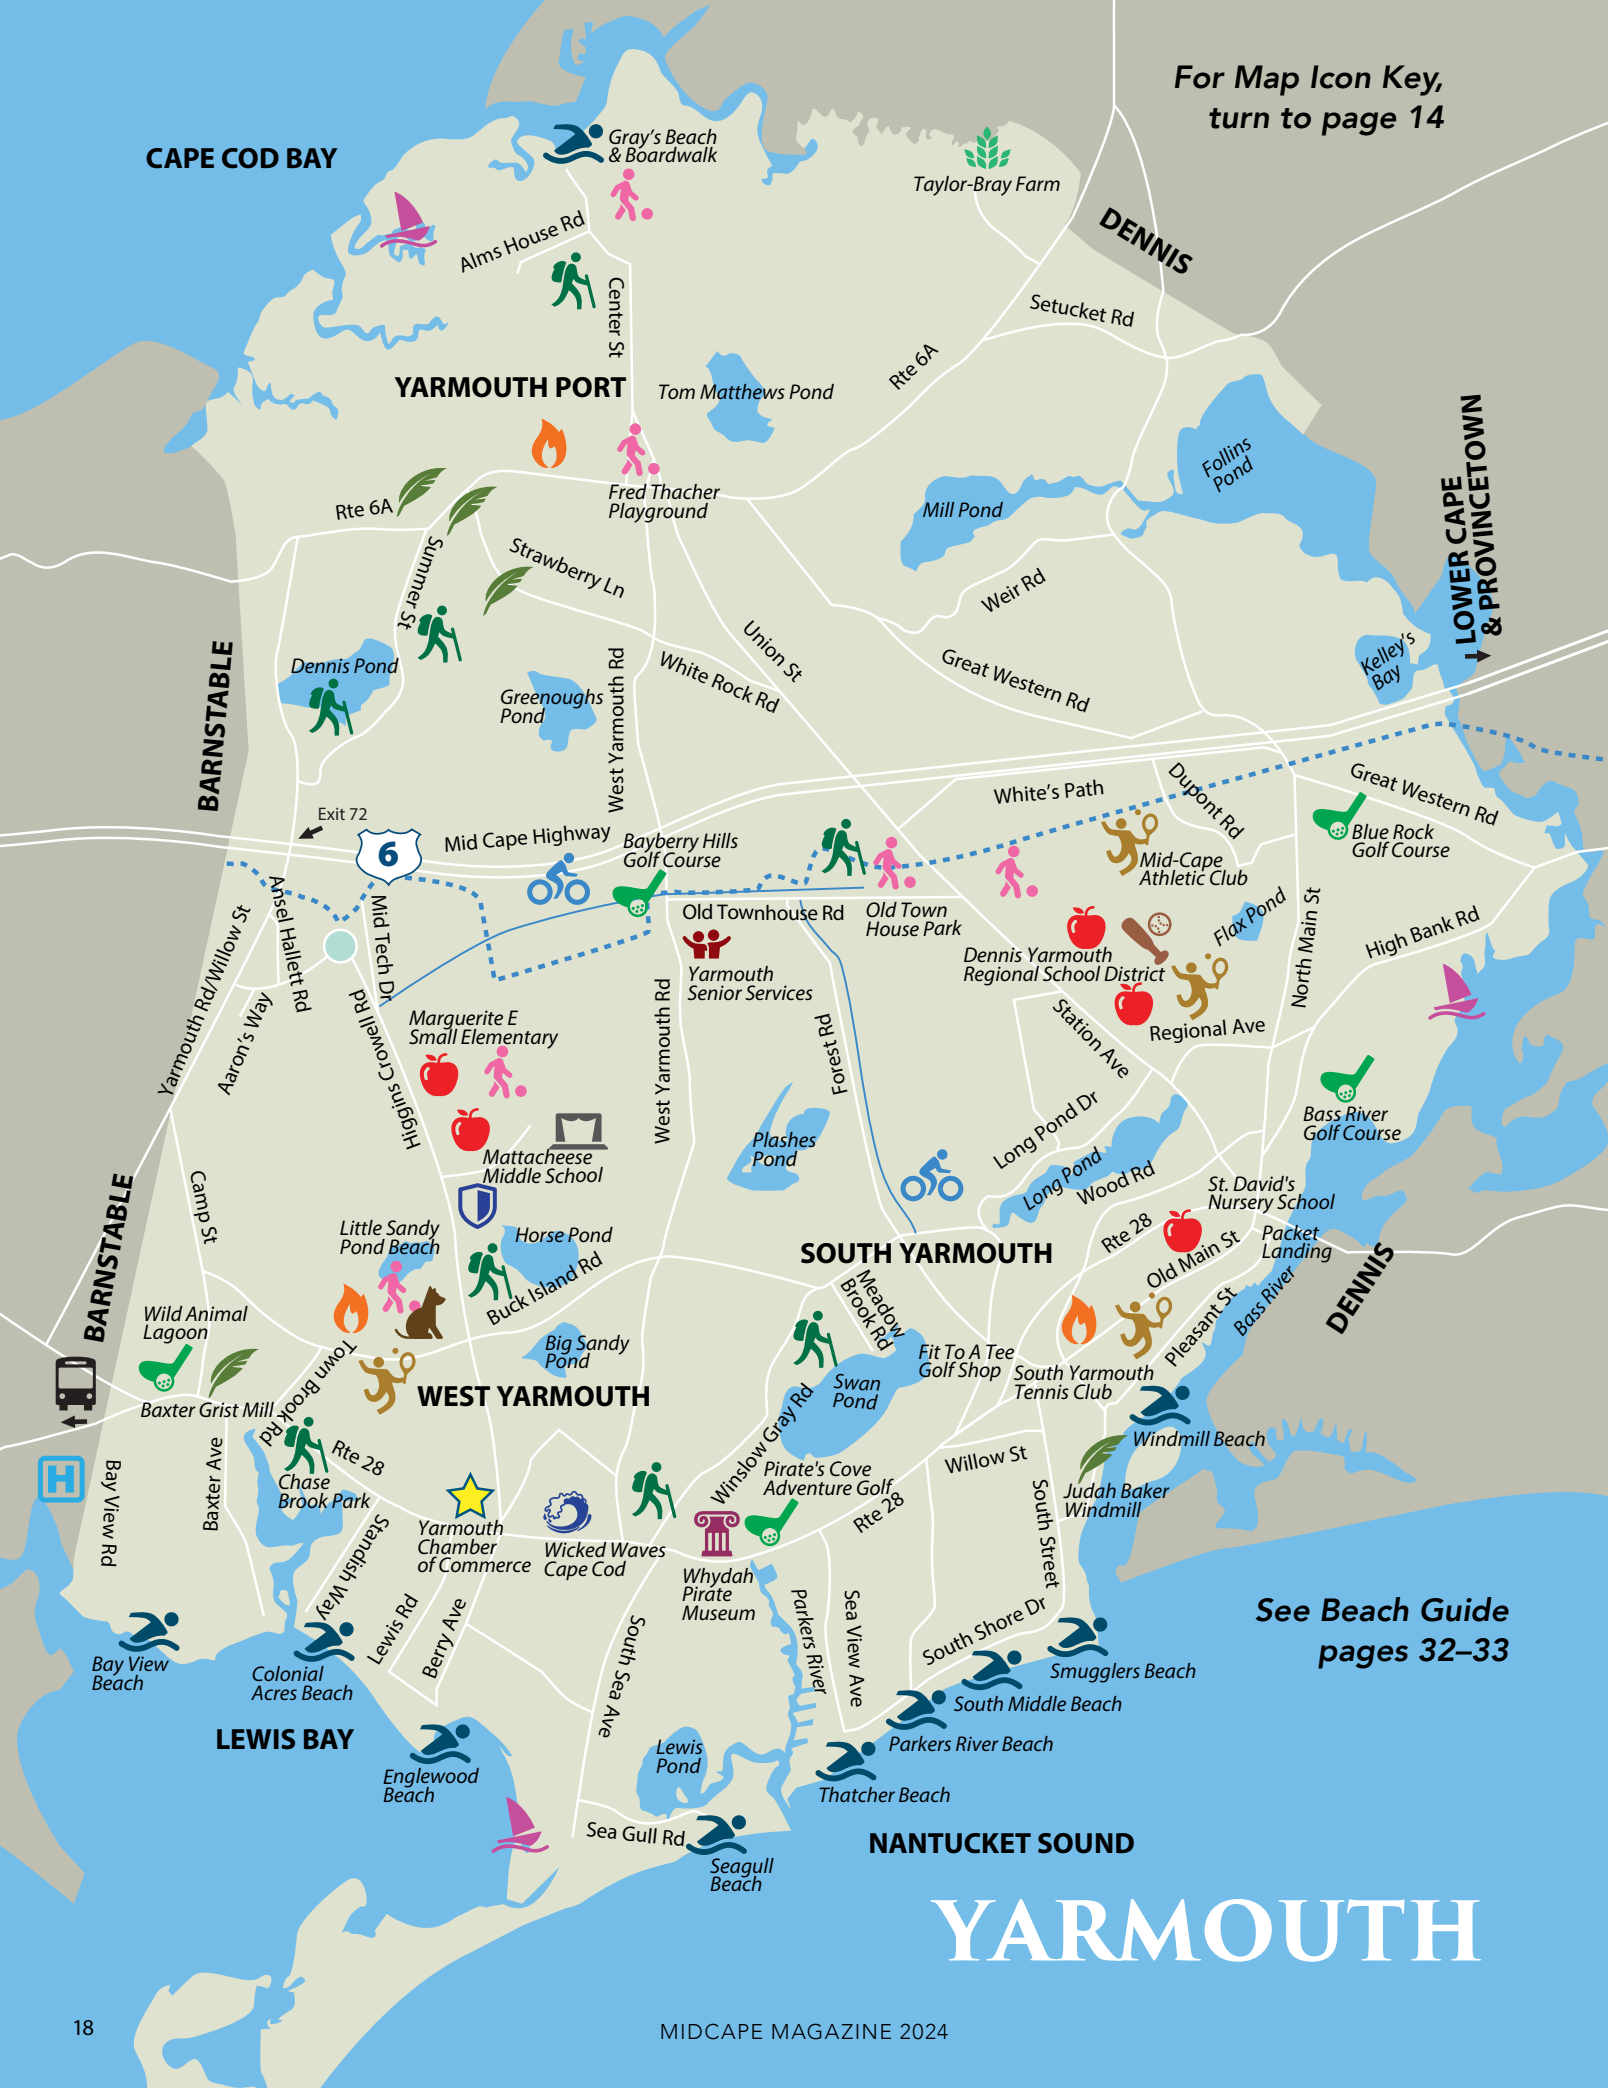 For Map Icon Key,
turn to page 14
CAPE COD BAY
Gray's Beach
& Boardwalk
Taylor-Bray Farm
DENNIS
Alms House Rd
Center St
Setucket Rd
Rte 6A
YARMOUTH PORT
Tom Matthews Pond
Follins
Pond
LOWER CAPE
& PROVINCETOWN
Rte 6A
Fred Thacher
Playground
Mill Pond
Summer St
Strawberry Ln
Weir Rd
Union St
Kelley's
Bay
BARNSTABLE
Dennis Pond
Greenoughs
Pond
West Yarmouth Rd
White Rock Rd
Great Western Rd
Exit 72
6
Mid Cape Highway
Bayberry Hills
Golf Course
White's Path
Dupont Rd
Great Western Rd
Blue Rock
Golf Course
Mid-Cape
Athletic Club
Ansel Hallett Rd
Mid Tech Dr
Old Townhouse Rd
Old Town
House Park
Flax Pond
North Main St
High Bank Rd
Yarmouth Rd/Willow St
Yarmouth
Senior Services
Dennis Yarmouth
Regional School District
Aaron's Way
Higgins Crowell Rd
Marguerite E
Small Elementary
West Yarmouth Rd
Forest Rd
Station Ave
Regional Ave
Bass River
Golf Course
Mattacheese
Middle School
Plashes
Pond
Long Pond Dr
Long Pond
Wood Rd
St. David's
Nursery School
BARNSTABLE
Camp St
Little Sandy
Pond Beach
Horse Pond
Buck Island Rd
SOUTH YARMOUTH
Rte 28
Old Main St
Packet
Landing
Bass River
DENNIS
Wild Animal
Lagoon
Meadow
Brook Rd
Pleasant St
Big Sandy
Pond
Fit To A Tee
Golf Shop
South Yarmouth
Tennis Club
Town Brook Rd
WEST YARMOUTH
Swan
Pond
Baxter Grist Mill
Windmill Beach
Baxter Ave
Rte 28
Winslow Gray Rd
Willow St
H
Bay View Rd
Chase
Brook Park
Pirate's Cove
Adventure Golf
Rte 28
South Street
Judah Baker
Windmill
Standish Way
Yarmouth
Chamber
of Commerce
Wicked Waves
Cape Cod
Whydah
Pirate
Museum
Lewis Rd
Berry Ave
South Sea Ave
Parkers River
Sea View Ave
South Shore Dr
See Beach Guide
pages 32–33
Bay View
Beach
Colonial
Acres Beach
Smugglers Beach
South Middle Beach
LEWIS BAY
Parkers River Beach
Englewood
Beach
Lewis
Pond
Thatcher Beach
Sea Gull Rd
NANTUCKET SOUND
Seagull
Beach
YARMOUTH
18
MIDCAPE MAGAZINE 2024